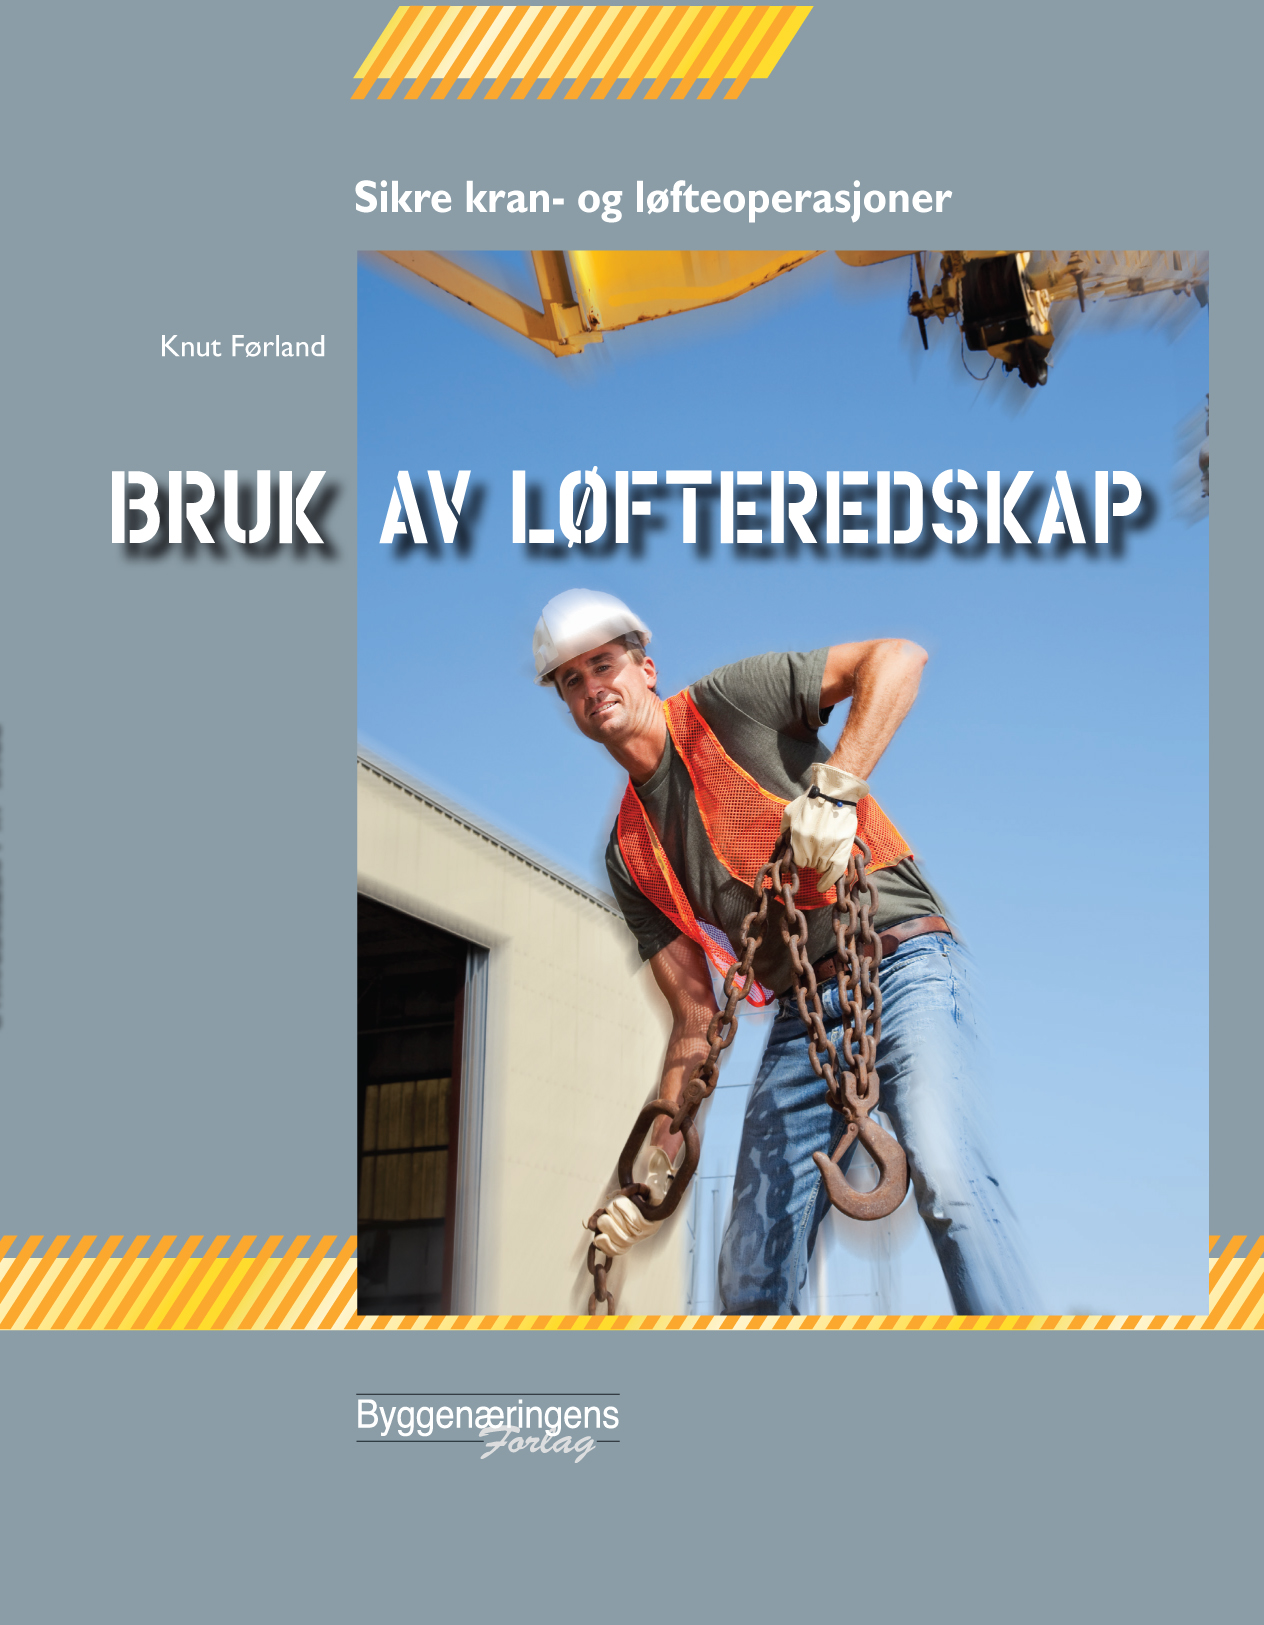 Sikre kran- og løfteoperasjoner
Knut Førland
BRUK AV LØFTEREDSKAP
Byggenæringens
Forlag